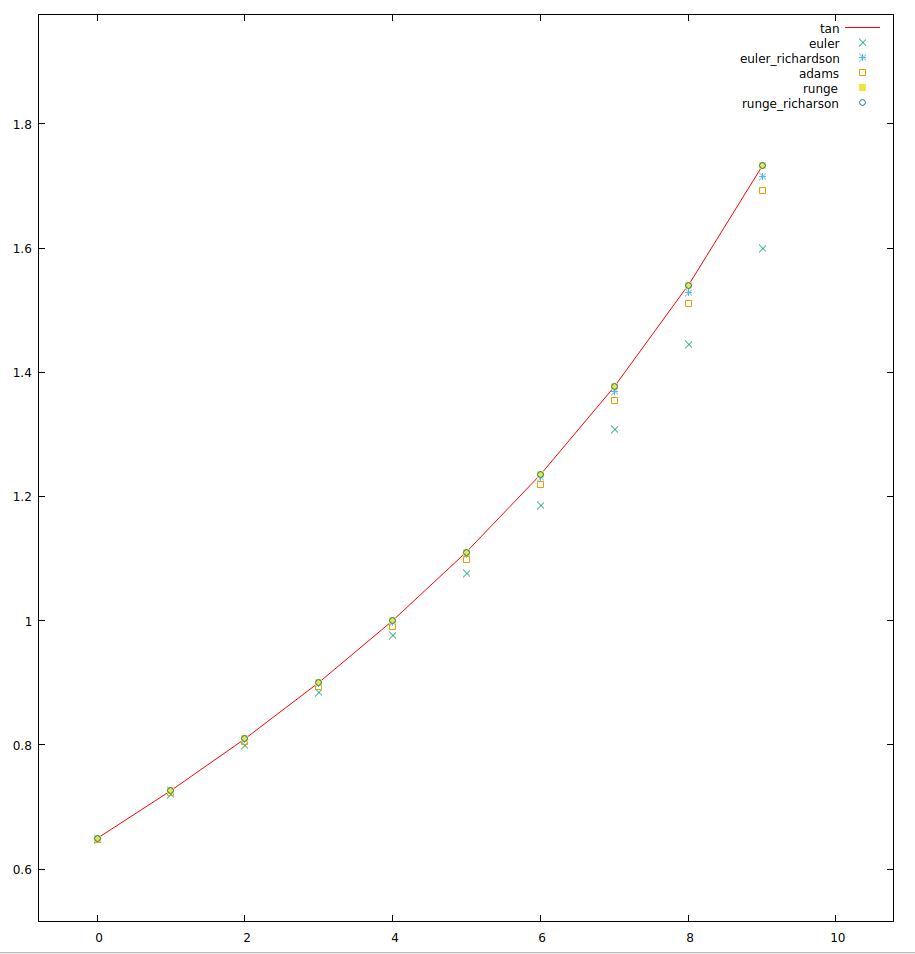 tan
euler
euler_richardson
adams
runge
runge_richarson
1.8
1.6
1.4
1.2
1
0.8
0.6
0 2 4 6 8 10